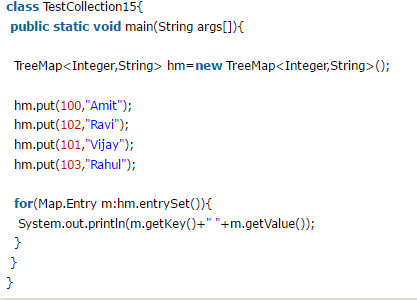 class TestCollection15{
public static void main(String args[]){
TreeMap<Integer,String> hm=new TreeMap<Integer,String>();
hm.put(100,"Amit");
hm.put(102,"Ravi");
hm.put(101,"Vijay");
hm.put(103,"Rahul");
for(Map.Entry m:hm.entrySet()){
System.out.println(m.getKey()+" "+m.getValue());
}
}
}